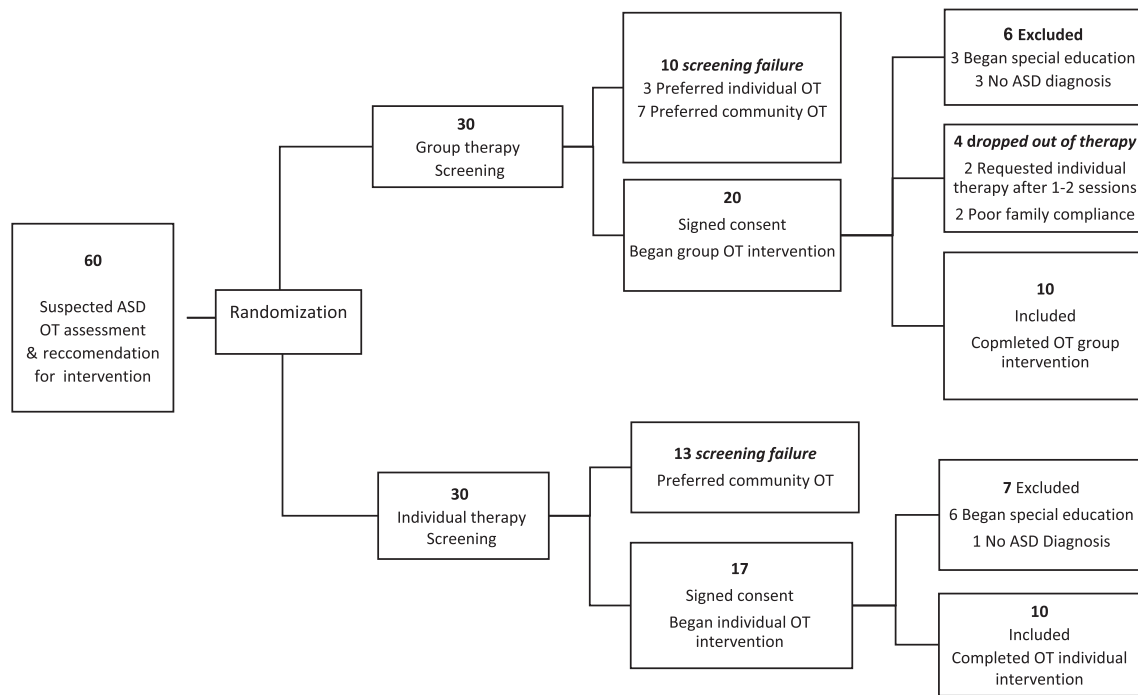 60
Suspected ASD
OT assessment
& reccomendation
for intervention
Randomization
30
Group therapy
Screening
10 screening failure
3 Preferred individual OT
7 Preferred community OT
20
Signed consent
Began group OT intervention
6 Excluded
3 Began special education
3 No ASD diagnosis
4 dropped out of therapy
2 Requested individual
therapy after 1-2 sessions
2 Poor family compliance
10
Included
Copmleted OT group
intervention
30
Individual therapy
Screening
13 screening failure
Preferred community OT
17
Signed consent
Began individual OT
intervention
7 Excluded
6 Began special education
1 No ASD Diagnosis
10
Included
Completed OT individual
intervention